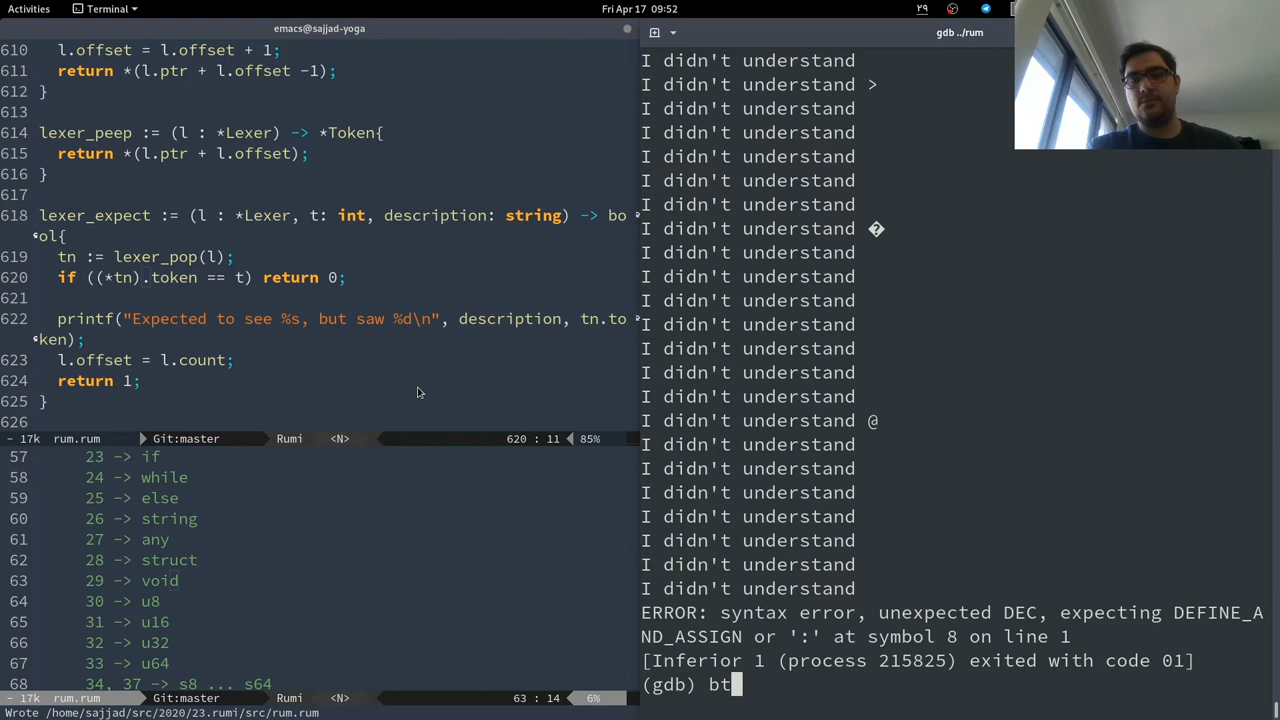 Activities Terminal Fri Apr 17 09:52 ۲۹
emacs@sajjad-yoga
610 l.offset = l.offset + 1;
611 return *(l.ptr + l.offset -1);
612 }
613
614 lexer_peep := (l : *Lexer) -> *Token{
615 return *(l.ptr + l.offset);
616 }
617
618 lexer_expect := (l : *Lexer, t: int, description: string) -> bo
ol{
619 tn := lexer_pop(l);
620 if ((*tn).token == t) return 0;
621
622 printf("Expected to see %s, but saw %d\n", description, tn.to
ken);
623 l.offset = l.count;
624 return 1;
625 }
626
- 17k rum.rum Git:master Rumi <N> 620 : 11 85%
57 23 -> if
58 24 -> while
59 25 -> else
60 26 -> string
61 27 -> any
62 28 -> struct
63 29 -> void
64 30 -> u8
65 31 -> u16
66 32 -> u32
67 33 -> u64
68 34, 37 -> s8 ... s64
- 17k rum.rum Git:master Rumi <N> 63 : 14 6%
Wrote /home/sajjad/src/2020/23.rumi/src/rum.rum
gdb ../rum
I didn't understand
I didn't understand >
I didn't understand
I didn't understand
I didn't understand
I didn't understand
I didn't understand
I didn't understand �
I didn't understand
I didn't understand
I didn't understand
I didn't understand
I didn't understand
I didn't understand
I didn't understand
I didn't understand @
I didn't understand
I didn't understand
I didn't understand
I didn't understand
I didn't understand
I didn't understand
I didn't understand
ERROR: syntax error, unexpected DEC, expecting DEFINE_A
ND_ASSIGN or ':' at symbol 8 on line 1
[Inferior 1 (process 215825) exited with code 01]
(gdb) bt